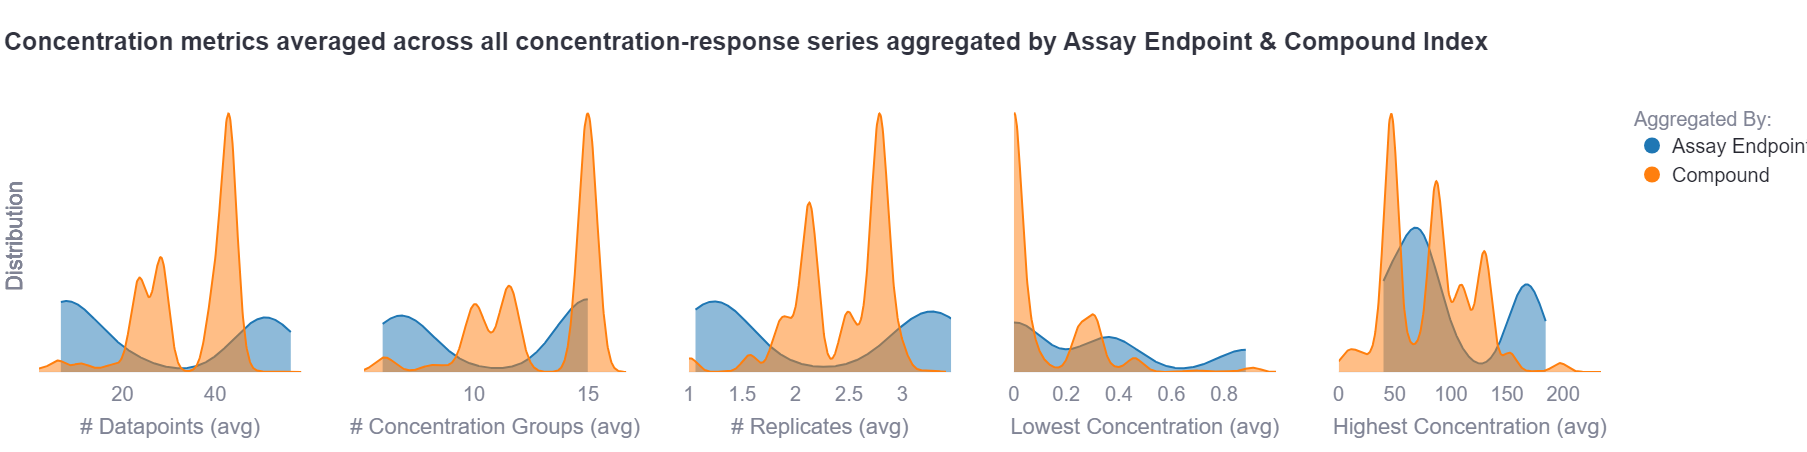 Concentration metrics averaged across all concentration-response series aggregated by Assay Endpoint & Compound Index
Distribution
20 40
# Datapoints (avg)
10 15
# Concentration Groups (avg)
1 1.5 2 2.5 3
# Replicates (avg)
0 0.2 0.4 0.6 0.8
Lowest Concentration (avg)
0 50 100 150 200
Highest Concentration (avg)
Aggregated By:
Assay Endpoin
Compound